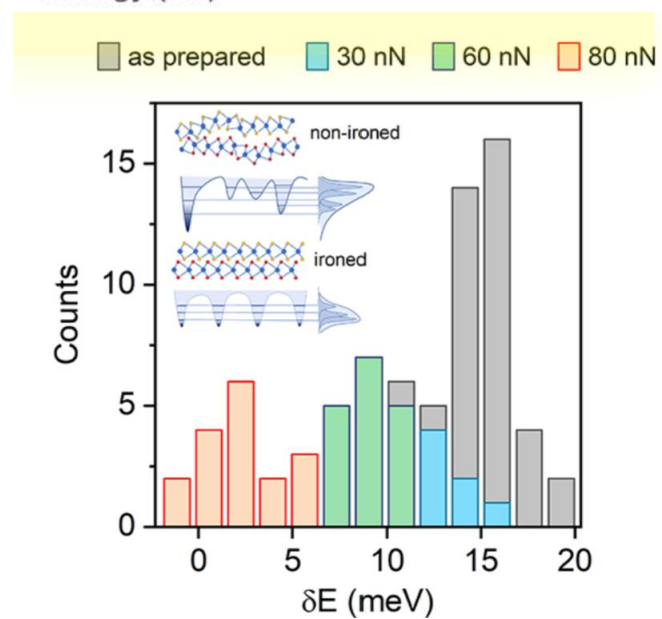 as prepared 30 nN 60 nN 80 nN
non-ironed
ironed
Counts
15
10
5
0
0 5 10 15 20
δE (meV)